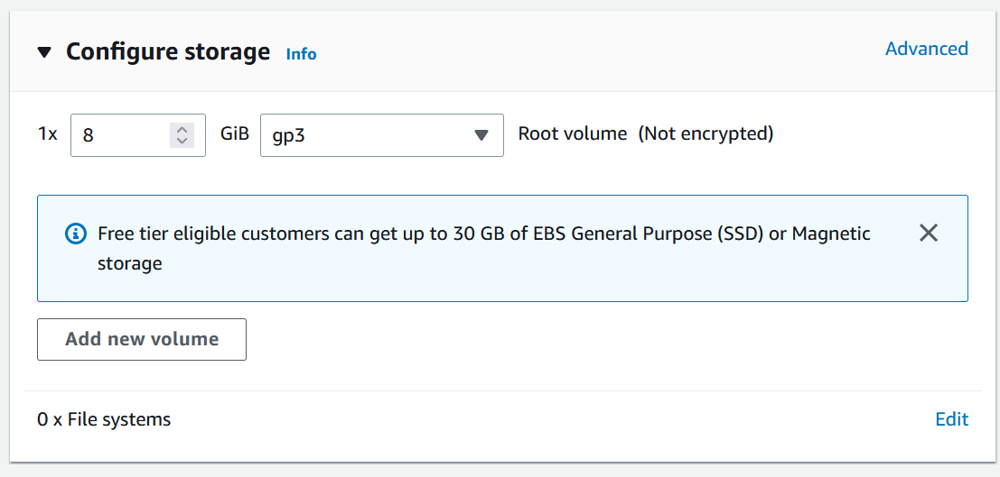 Configure storage Info Advanced
1x 8 GiB gp3 Root volume (Not encrypted)
Free tier eligible customers can get up to 30 GB of EBS General Purpose (SSD) or Magnetic
storage
Add new volume
0 x File systems Edit